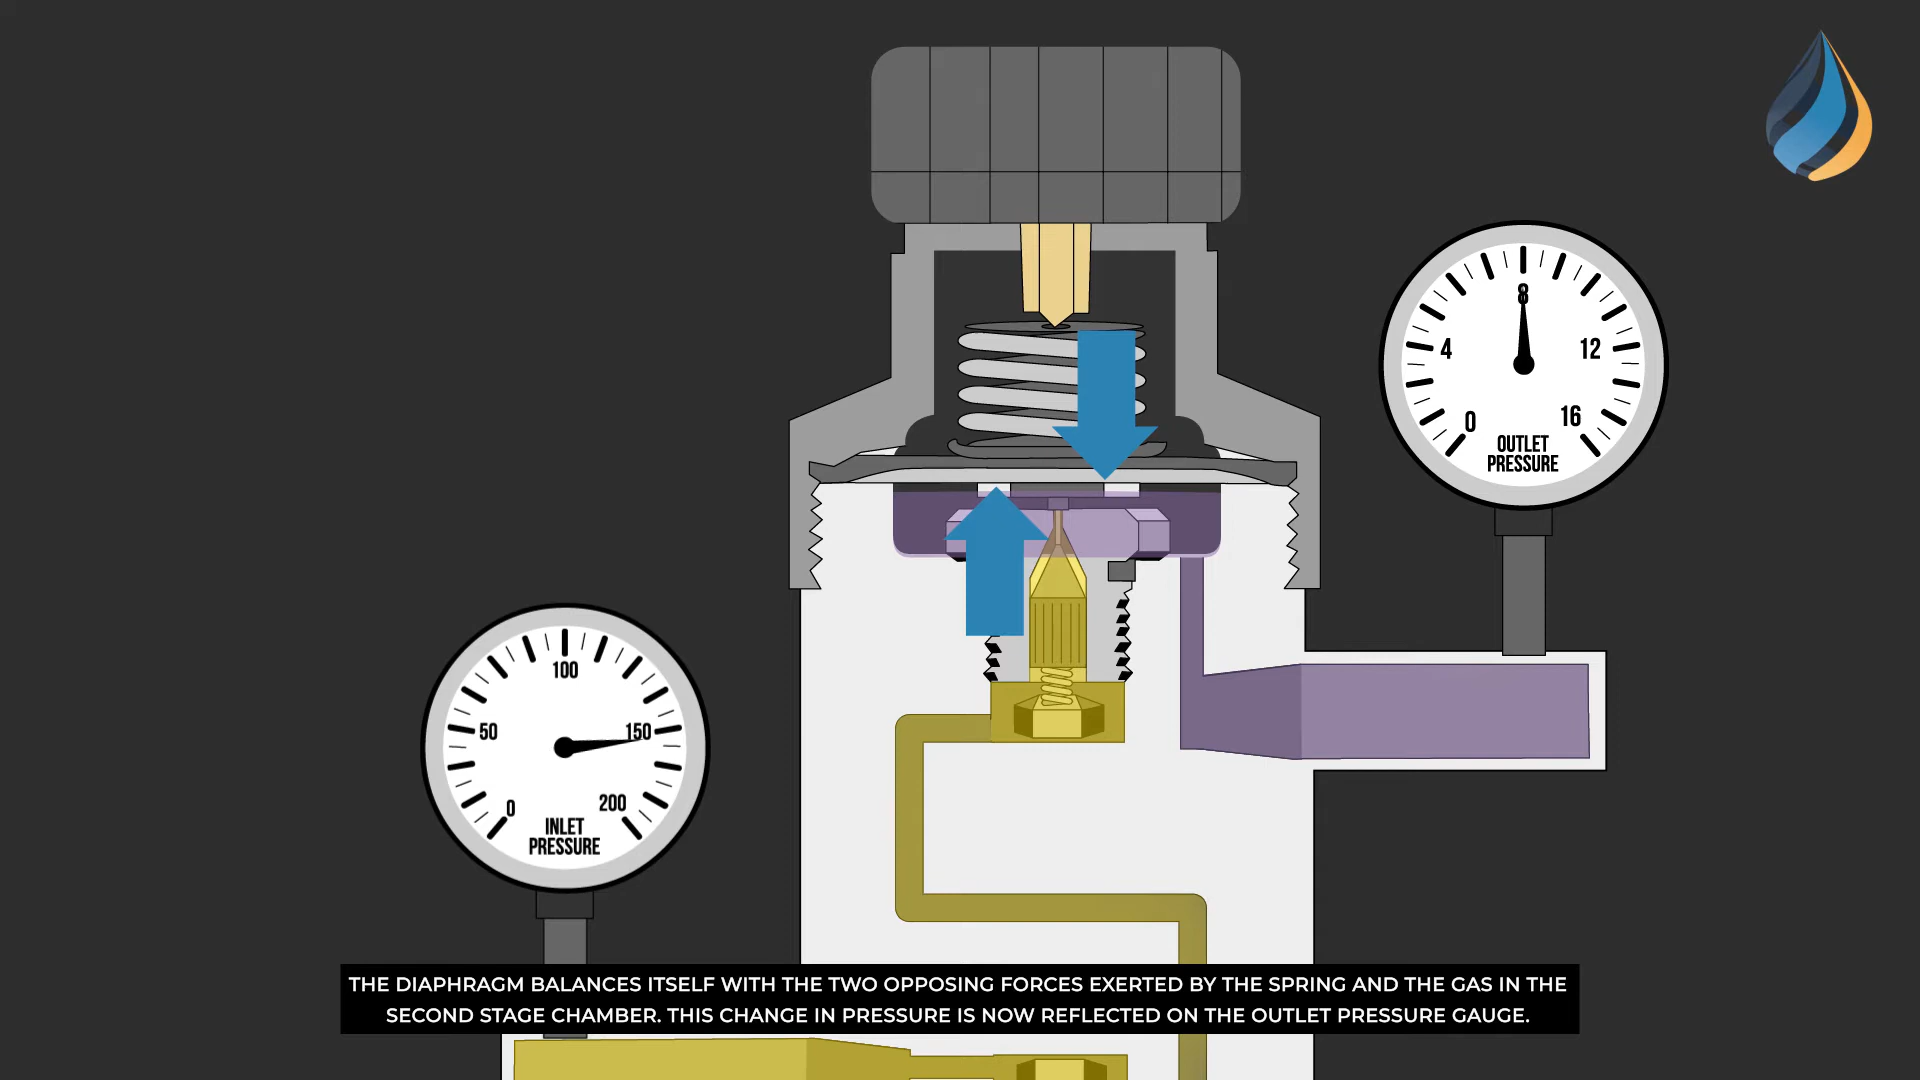 8
4
12
0
16
OUTLET
PRESSURE
100
50
150
0
200
INLET
PRESSURE
THE DIAPHRAGM BALANCES ITSELF WITH THE TWO OPPOSING FORCES EXERTED BY THE SPRING AND THE GAS IN THE
SECOND STAGE CHAMBER. THIS CHANGE IN PRESSURE IS NOW REFLECTED ON THE OUTLET PRESSURE GAUGE.